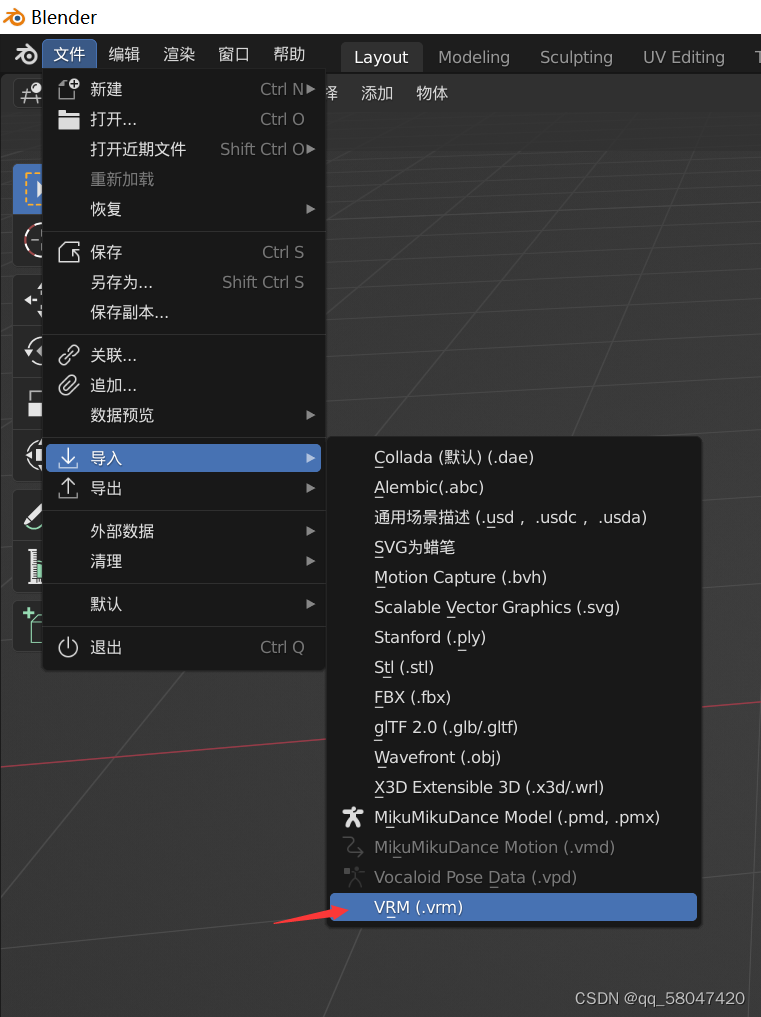 Blender
文件 编辑 渲染 窗口 帮助 Layout Modeling Sculpting UV Editing
择 添加 物体
新建 Ctrl N
打开... Ctrl O
打开近期文件 Shift Ctrl O
重新加载
恢复
保存 Ctrl S
另存为... Shift Ctrl S
保存副本...
关联...
追加...
数据预览
导入
导出
外部数据
清理
默认
退出 Ctrl Q
Collada (默认) (.dae)
Alembic(.abc)
通用场景描述 (.usd ，.usdc ，.usda)
SVG为蜡笔
Motion Capture (.bvh)
Scalable Vector Graphics (.svg)
Stanford (.ply)
Stl (.stl)
FBX (.fbx)
glTF 2.0 (.glb/.gltf)
Wavefront (.obj)
X3D Extensible 3D (.x3d/.wrl)
MikuMikuDance Model (.pmd, .pmx)
MikuMikuDance Motion (.vmd)
Vocaloid Pose Data (.vpd)
VRM (.vrm)
CSDN @qq_58047420